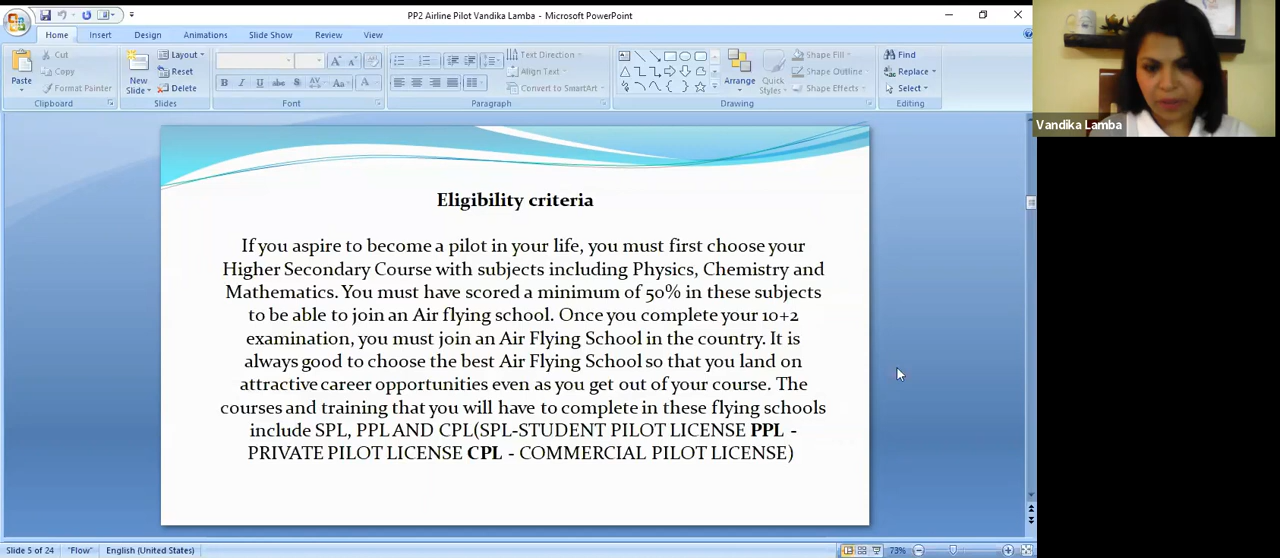 PP2 Airline Pilot Vandika Lamba - Microsoft PowerPoint
Home Insert Design Animations Slide Show Review View
Paste
Cut
Copy
Format Painter
Clipboard
New
Slide
Layout
Reset
Delete
Slides
B I U abc S AV Aa A
Font
Text Direction
Align Text
Convert to SmartArt
Paragraph
Arrange
Quick
Styles
Shape Fill
Shape Outline
Shape Effects
Drawing
Find
Replace
Select
Editing
Vandika Lamba
Eligibility criteria
If you aspire to become a pilot in your life, you must first choose your
Higher Secondary Course with subjects including Physics, Chemistry and
Mathematics. You must have scored a minimum of 50% in these subjects
to be able to join an Air flying school. Once you complete your 10+2
examination, you must join an Air Flying School in the country. It is
always good to choose the best Air Flying School so that you land on
attractive career opportunities even as you get out of your course. The
courses and training that you will have to complete in these flying schools
include SPL, PPL AND CPL(SPL-STUDENT PILOT LICENSE PPL -
PRIVATE PILOT LICENSE CPL - COMMERCIAL PILOT LICENSE)
Slide 5 of 24 "Flow" English (United States) 73%